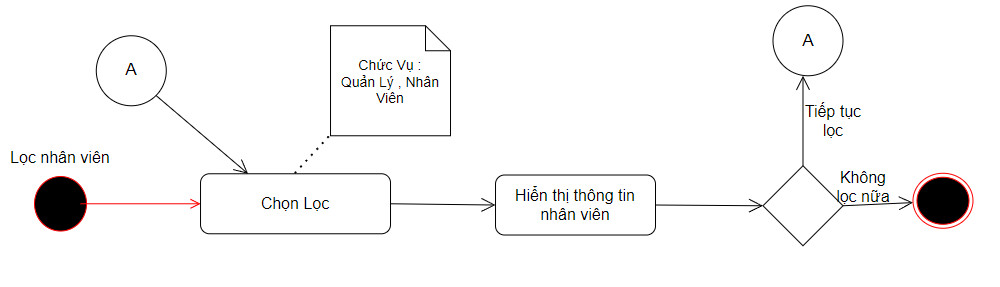 A
Chức Vụ :
Quản Lý , Nhân
Viên
A
Tiếp tục
lọc
Lọc nhân viên
Chọn Lọc
Hiển thị thông tin
nhân viên
Không
lọc nữa